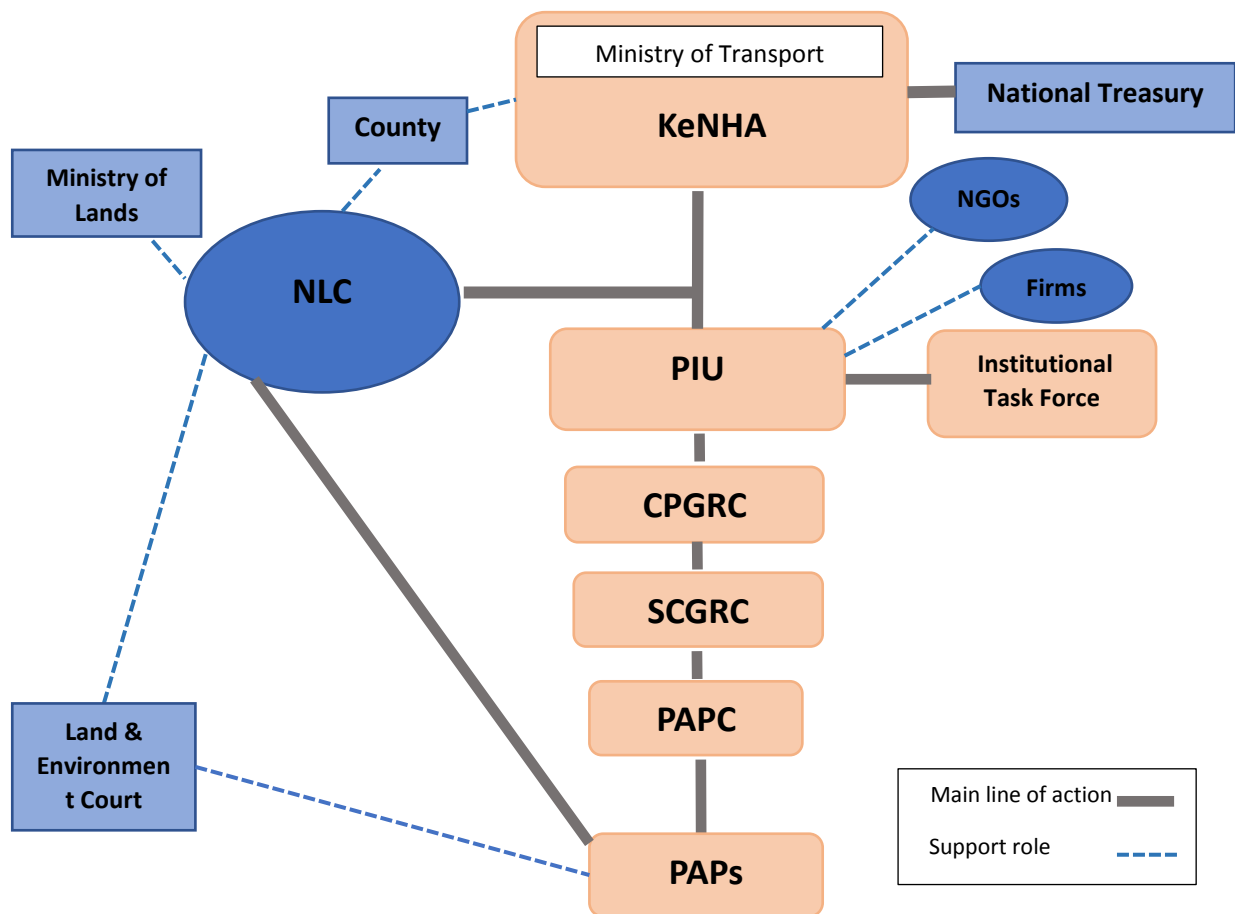 Ministry of Transport
KeNHA
National Treasury
County
Ministry of
Lands
NGOs
NLC
Firms
PIU
Institutional
Task Force
CPGRC
SCGRC
PAPC
Land &
Environmen
t Court
Main line of action
Support role
PAPs